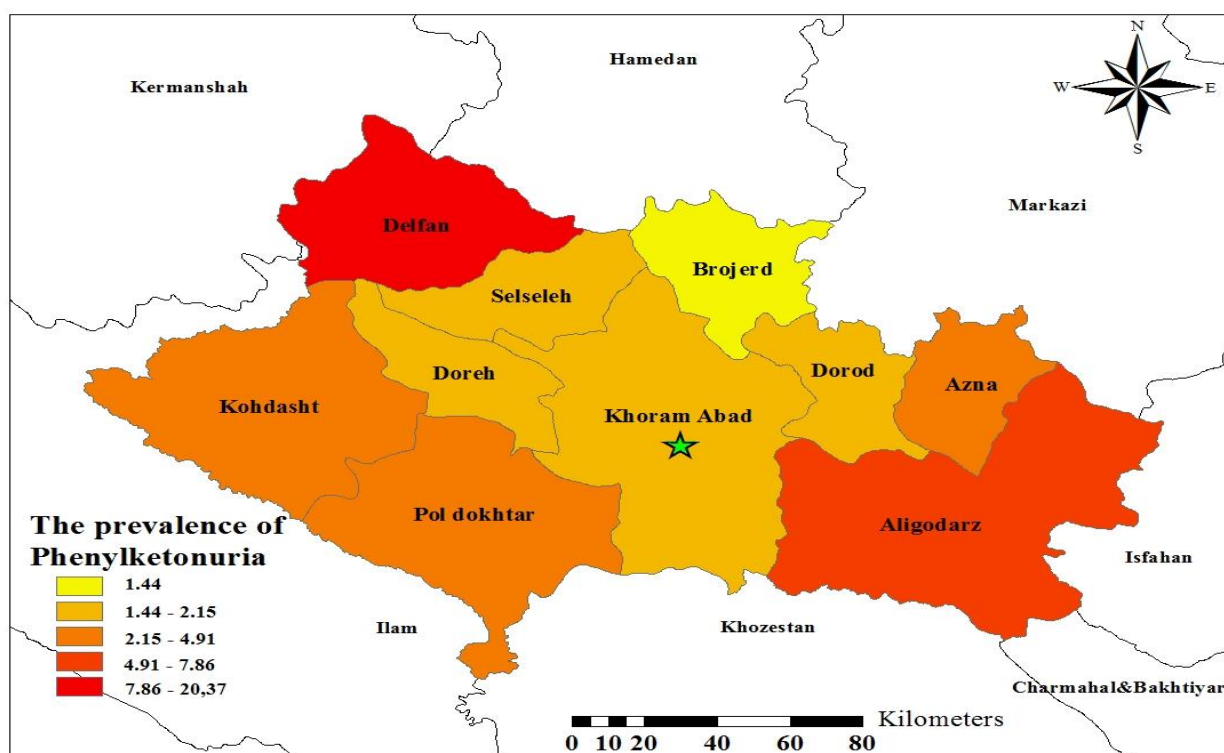 N
Hamedan
Kermanshah
W
E
S
Markazi
Delfan
Brojerd
Selseleh
Doreh
Dorod
Azna
Kohdasht
Khoram Abad
Pol dokhtar
Aligodarz
The prevalence of
Phenylketonuria
1.44
1.44 - 2.15
2.15 - 4.91
4.91 - 7.86
7.86 - 20,37
Isfahan
Ilam
Khozestan
Charmahal&Bakhtiyar
Kilometers
0 10 20 40 60 80